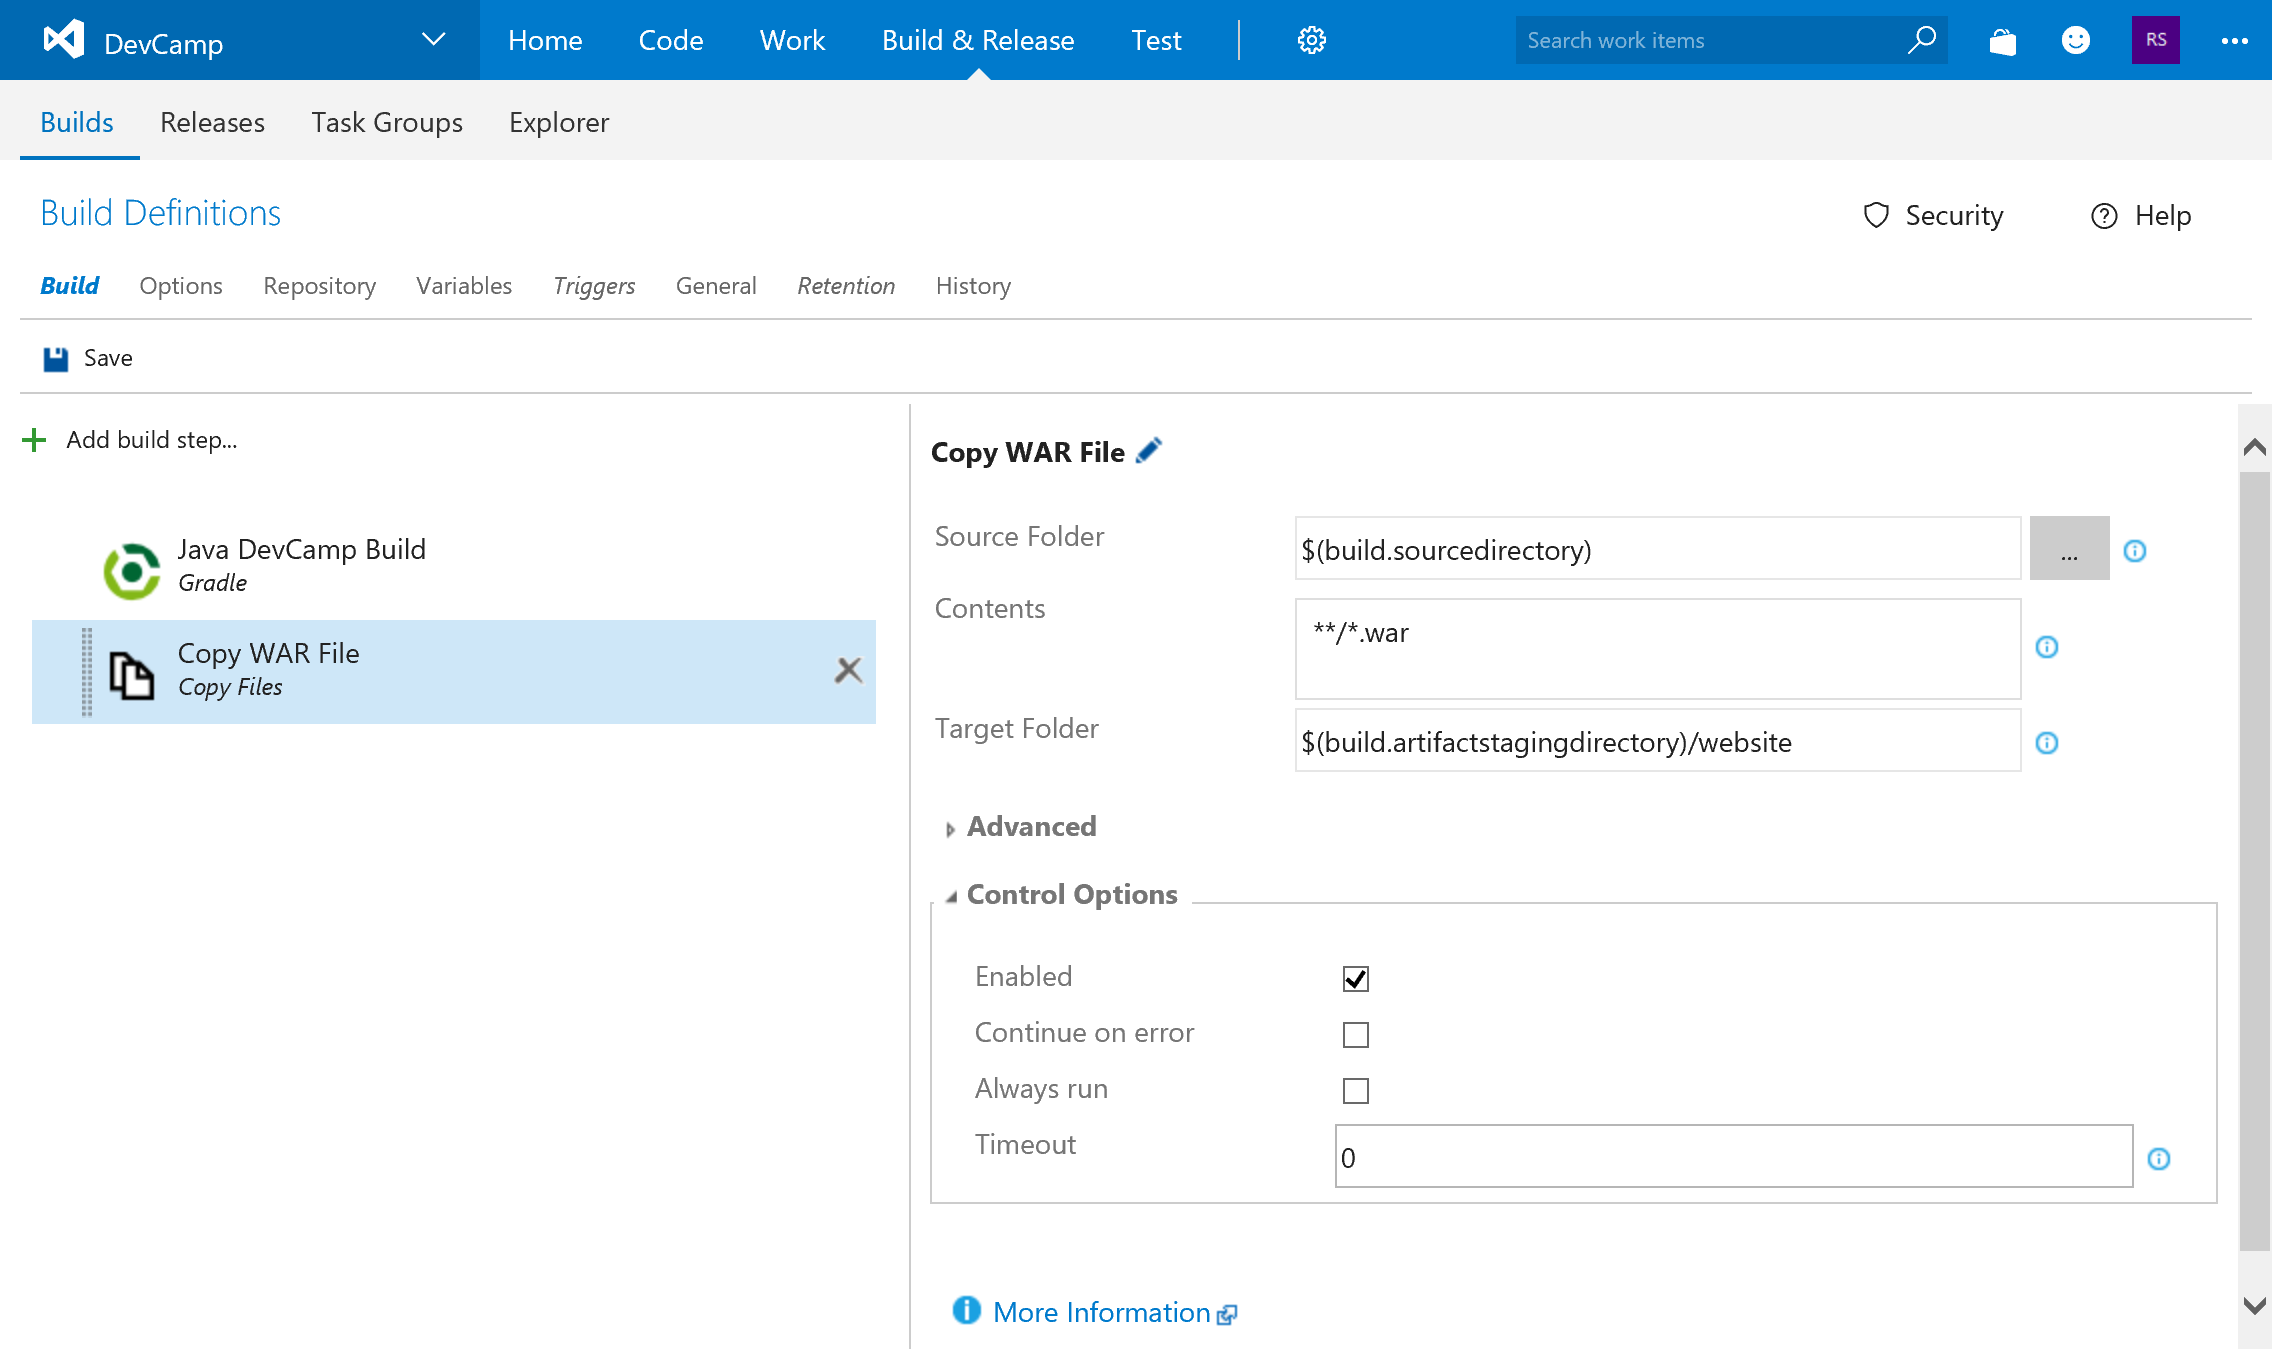 DevCamp
Home Code Work Build & Release Test
Search work items
RS
Builds Releases Task Groups Explorer
Build Definitions
Security Help
Build Options Repository Variables Triggers General Retention History
Save
Add build step...
Java DevCamp Build
Gradle
Copy WAR File
Copy Files
Copy WAR File
Source Folder $(build.sourcedirectory) ...
Contents **/*.war
Target Folder $(build.artifactstagingdirectory)/website
Advanced
Control Options
Enabled
Continue on error
Always run
Timeout 0
More Information